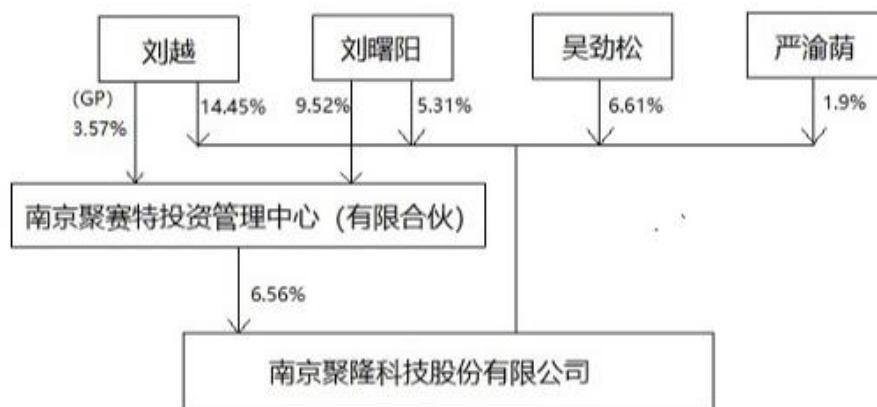 刘越
刘曙阳
吴劲松
严渝荫
(GP)
3.57%
14.45%
9.52%
5.31%
6.61%
1.9%
南京聚赛特投资管理中心（有限合伙）
6.56%
南京聚隆科技股份有限公司